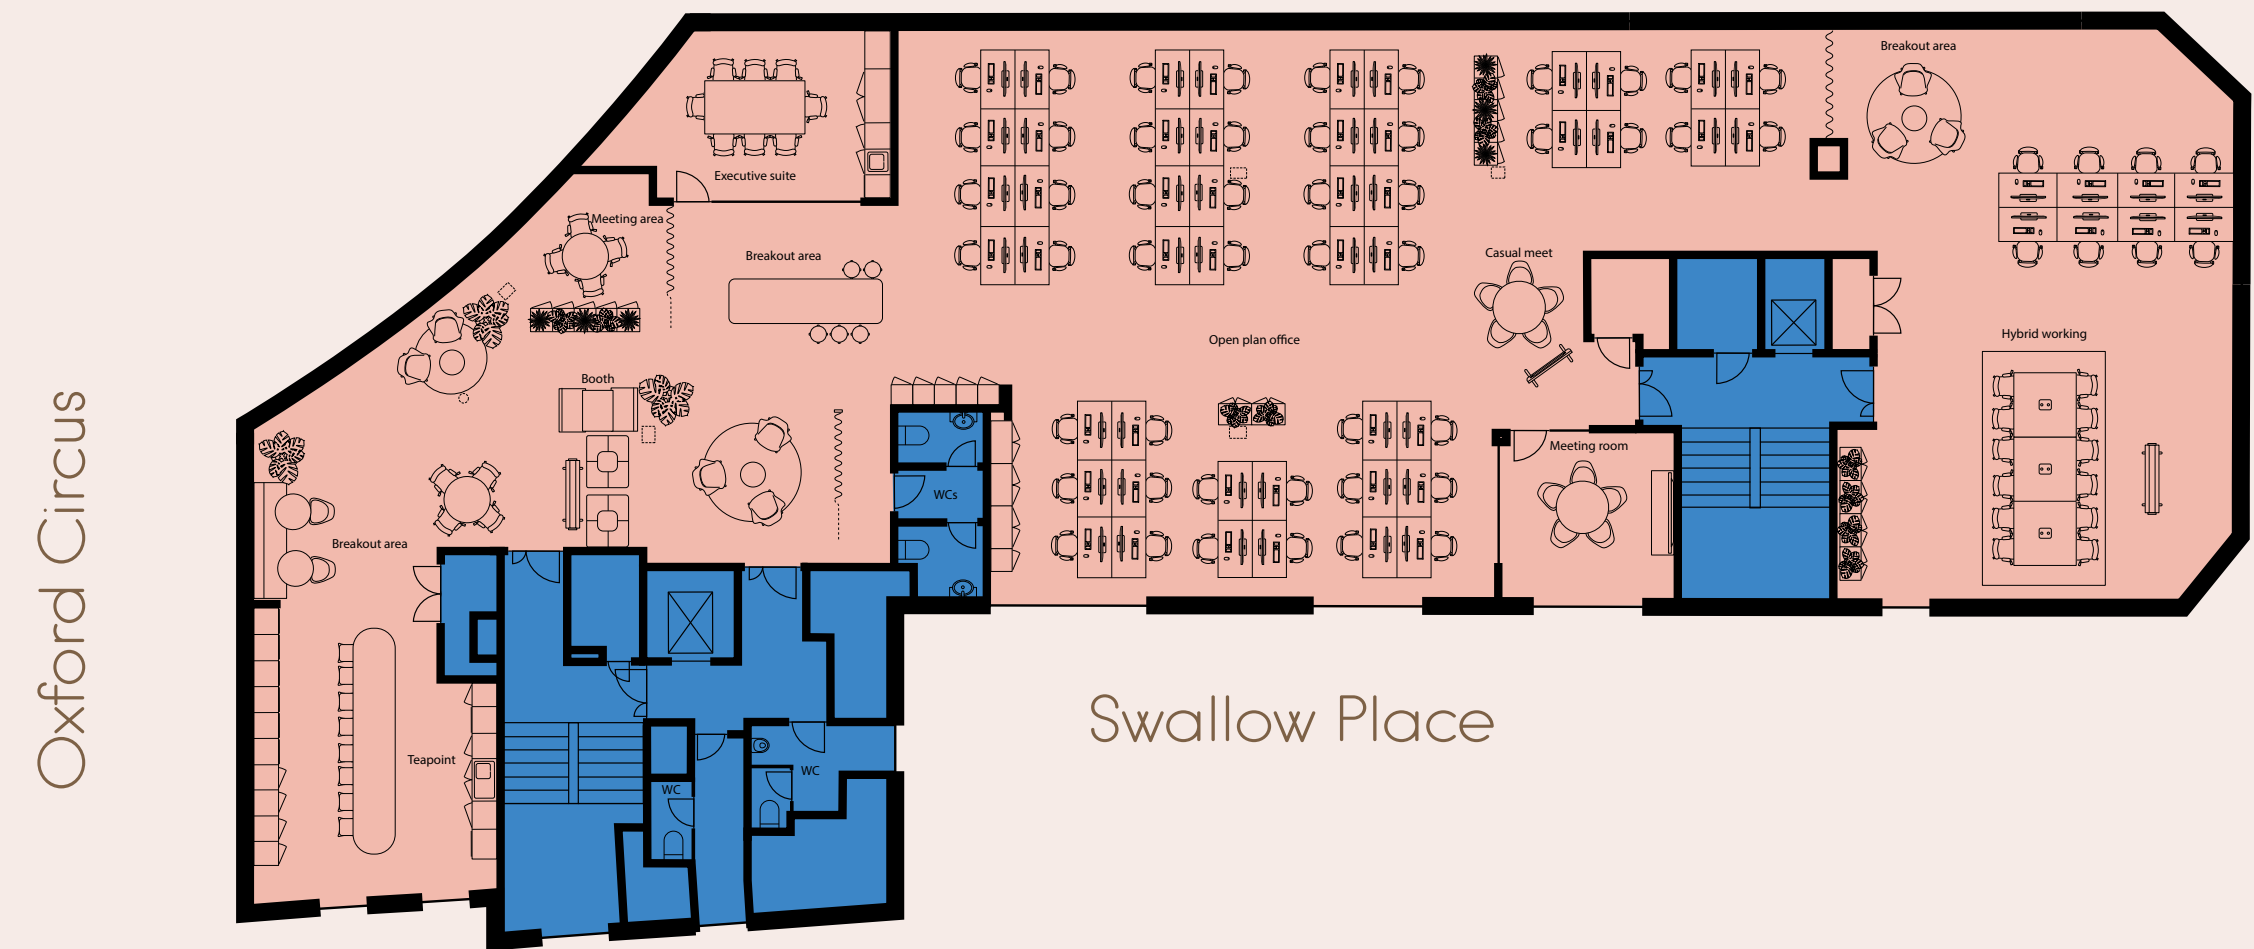 Breakout area
Executive suite
Meeting area
Breakout area
Casual meet
Open plan office
Hybrid working
Booth
Meeting room
WCs
Breakout area
Teapoint
WC
WC
Oxford Circus
Swallow Place